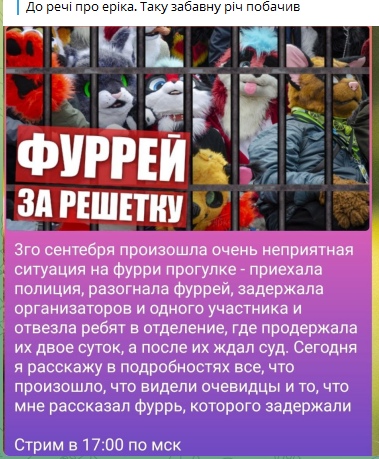 До речі про еріка. Таку забавну річ побачив
ФУРРЕЙ
ЗА РЕШЕТКУ
3го сентебря произошла очень неприятная
ситуация на фурри прогулке - приехала
полиция, разогнала фуррей, задержала
организаторов и одного участника и
отвезла ребят в отделение, где продержала
их двое суток, а после их ждал суд. Сегодня
я расскажу в подробностях все, что
произошло, что видели очевидцы и то, что
мне рассказал фуррь, которого задержали
Стрим в 17:00 по мск